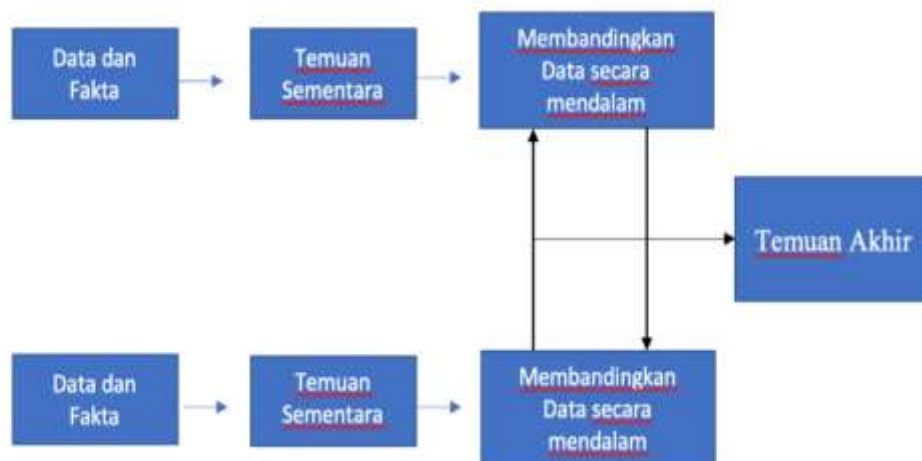 Data dan
Fakta
Temuan
Sementara
Membandingkan
Data secara
mendalam
Temuan Akhir
Data dan
Fakta
Temuan
Sementara
Membandingkan
Data secara
mendalam